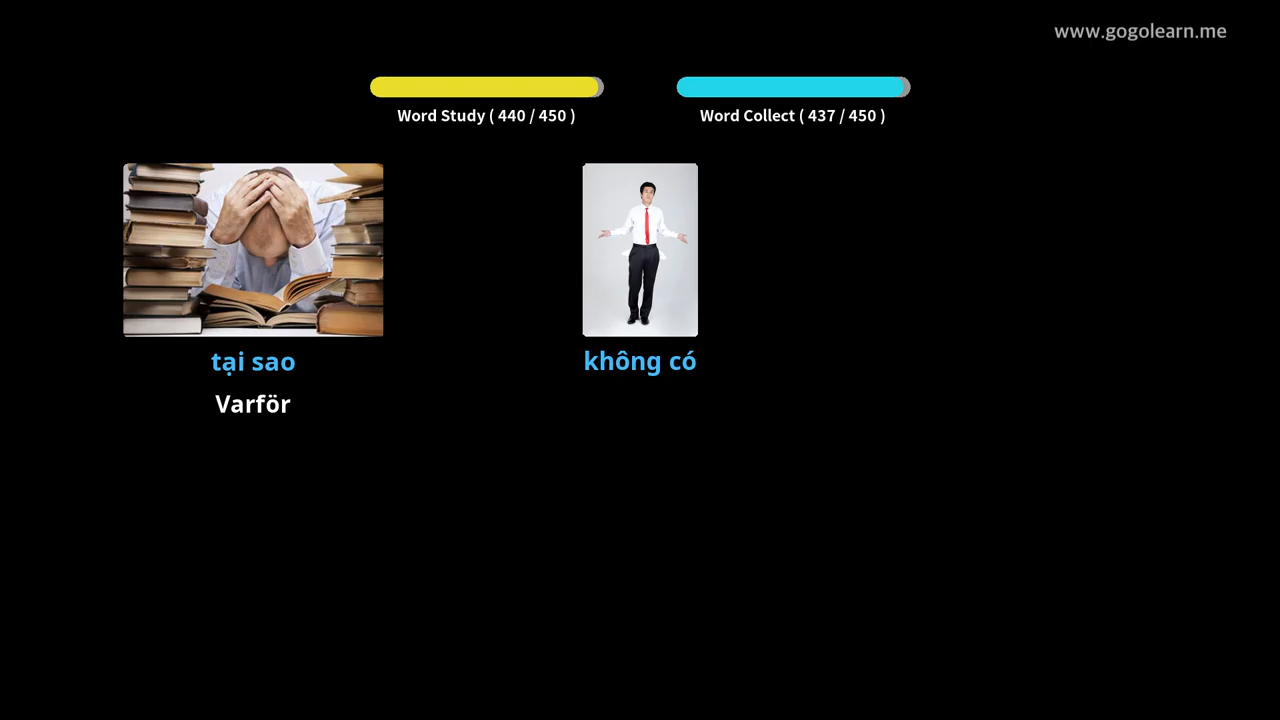 www.gogolearn.me
Word Study ( 440 / 450 )
Word Collect ( 437 / 450 )
tại sao
không có
Varför